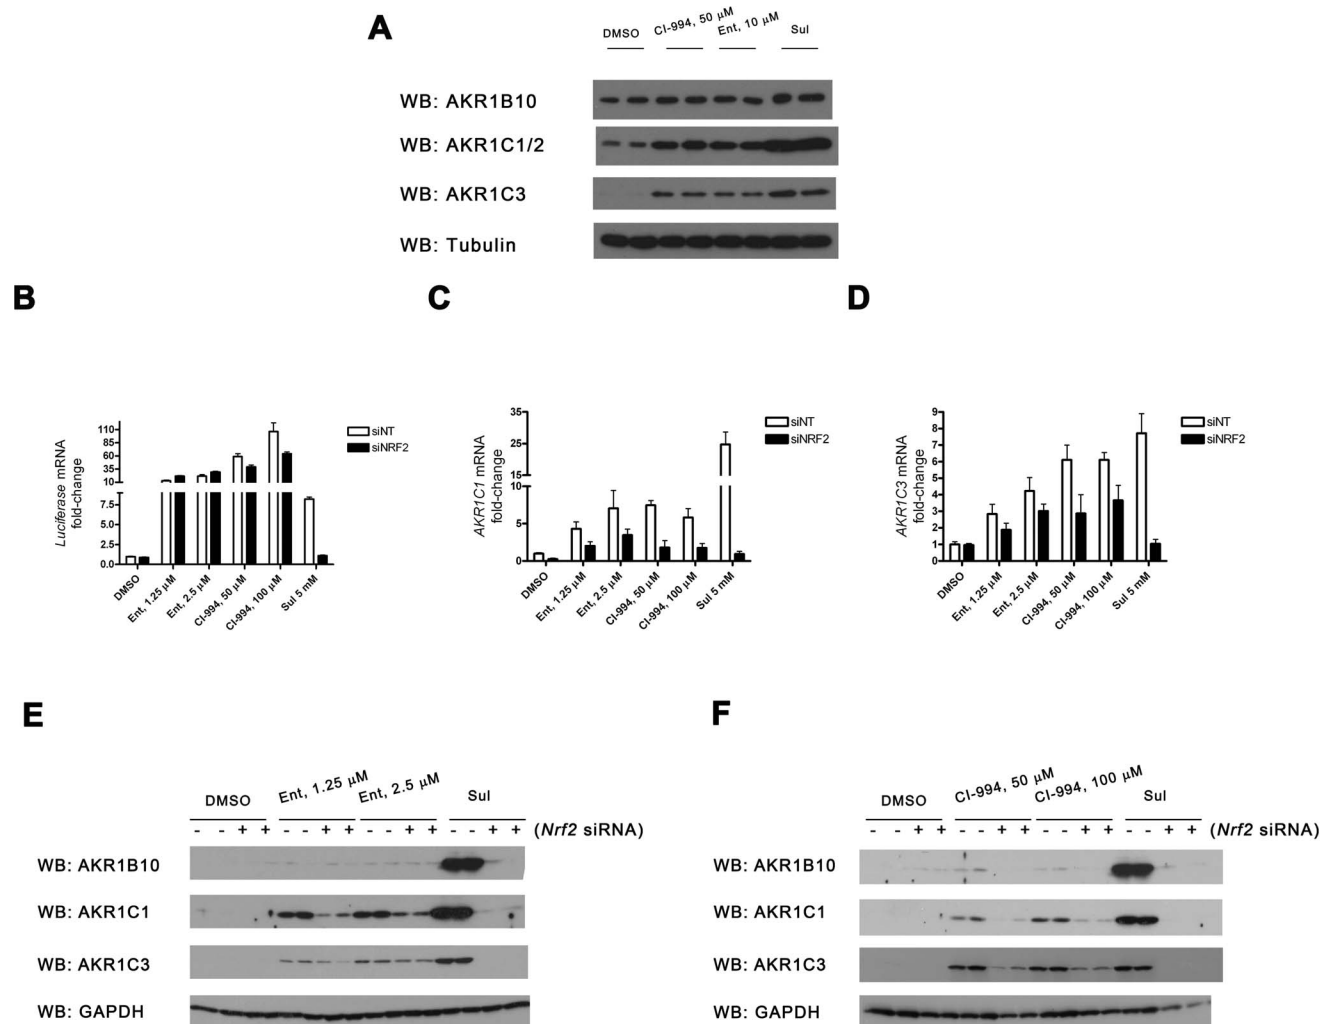 A
DMSO CI-994, 50 μM Ent, 10 μM Sul
WB: AKR1B10
WB: AKR1C1/2
WB: AKR1C3
WB: Tubulin
B
Luciferase mRNA
fold-change
110
85
60
35
10
7.5
5.0
2.5
0.0
DMSO
Ent, 1.25 μM
Ent, 2.5 μM
CI-994, 50 μM
CI-994, 100 μM
Sul 5 mM
siNT
siNRF2
C
AKR1C1 mRNA
fold-change
35
25
15
10
5
0
DMSO
Ent, 1.25 μM
Ent, 2.5 μM
CI-994, 50 μM
CI-994, 100 μM
Sul 5 mM
siNT
siNRF2
D
AKR1C3 mRNA
fold-change
9
8
7
6
5
4
3
2
1
0
DMSO
Ent, 1.25 μM
Ent, 2.5 μM
CI-994, 50 μM
CI-994, 100 μM
Sul 5 mM
siNT
siNRF2
E
DMSO Ent, 1.25 μM Ent, 2.5 μM Sul
- - + + - - + + - - + + - - + + (Nrf2 siRNA)
WB: AKR1B10
WB: AKR1C1
WB: AKR1C3
WB: GAPDH
F
DMSO CI-994, 50 μM CI-994, 100 μM Sul
- - + + - - + + - - + + - - + + (Nrf2 siRNA)
WB: AKR1B10
WB: AKR1C1
WB: AKR1C3
WB: GAPDH